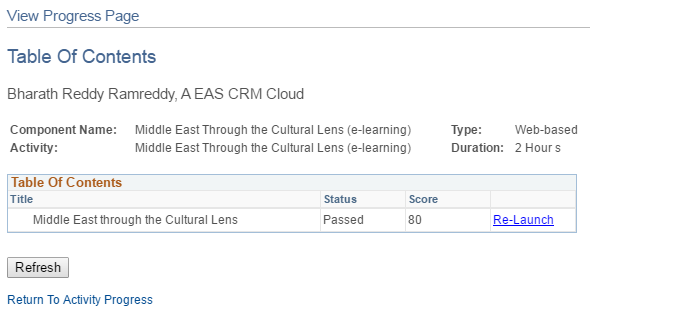 View Progress Page
Table Of Contents
Bharath Reddy Ramreddy, A EAS CRM Cloud
Component Name: Middle East Through the Cultural Lens (e-learning) Type: Web-based
Activity: Middle East Through the Cultural Lens (e-learning) Duration: 2 Hour s
Table Of Contents
Title Status Score
Middle East through the Cultural Lens Passed 80 Re-Launch
Refresh
Return To Activity Progress